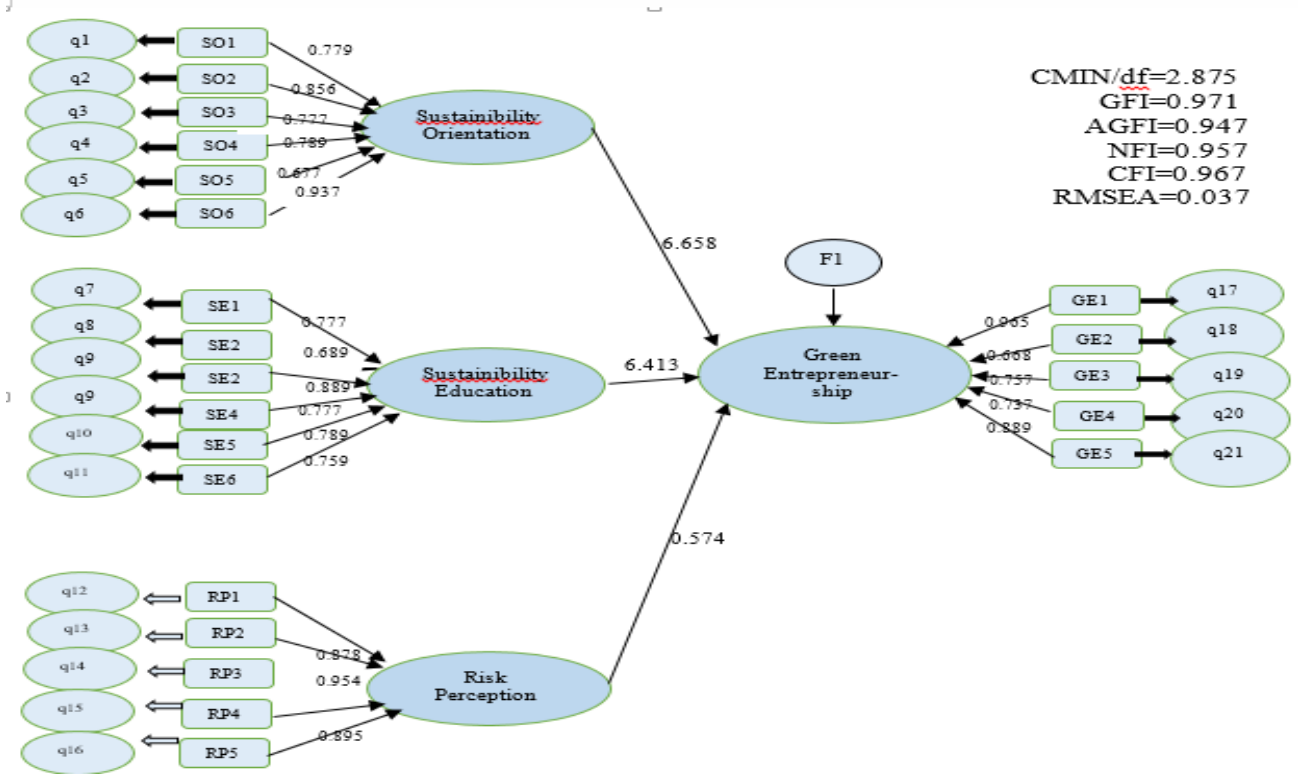 q1
SO1
0.779
q2
SO2
0.856
q3
SO3
0.777
q4
SO4
0.789
q5
SO5
0.677
q6
SO6
0.937
Sustainibility
Orientation
CMIN/df=2.875
GFI=0.971
AGFI=0.947
NFI=0.957
CFI=0.967
RMSEA=0.037
6.658
F1
q7
SE1
0.777
q8
SE2
0.689
q9
SE2
0.889
q9
SE4
0.777
q10
SE5
0.789
q11
SE6
0.759
Sustainibility
Education
6.413
Green
Entrepreneur-
ship
GE1
q17
0.965
GE2
q18
0.668
GE3
q19
0.757
GE4
q20
0.737
GE5
q21
0.889
0.574
q12
RP1
q13
RP2
0.878
q14
RP3
0.954
q15
RP4
q16
RP5
0.895
Risk
Perception